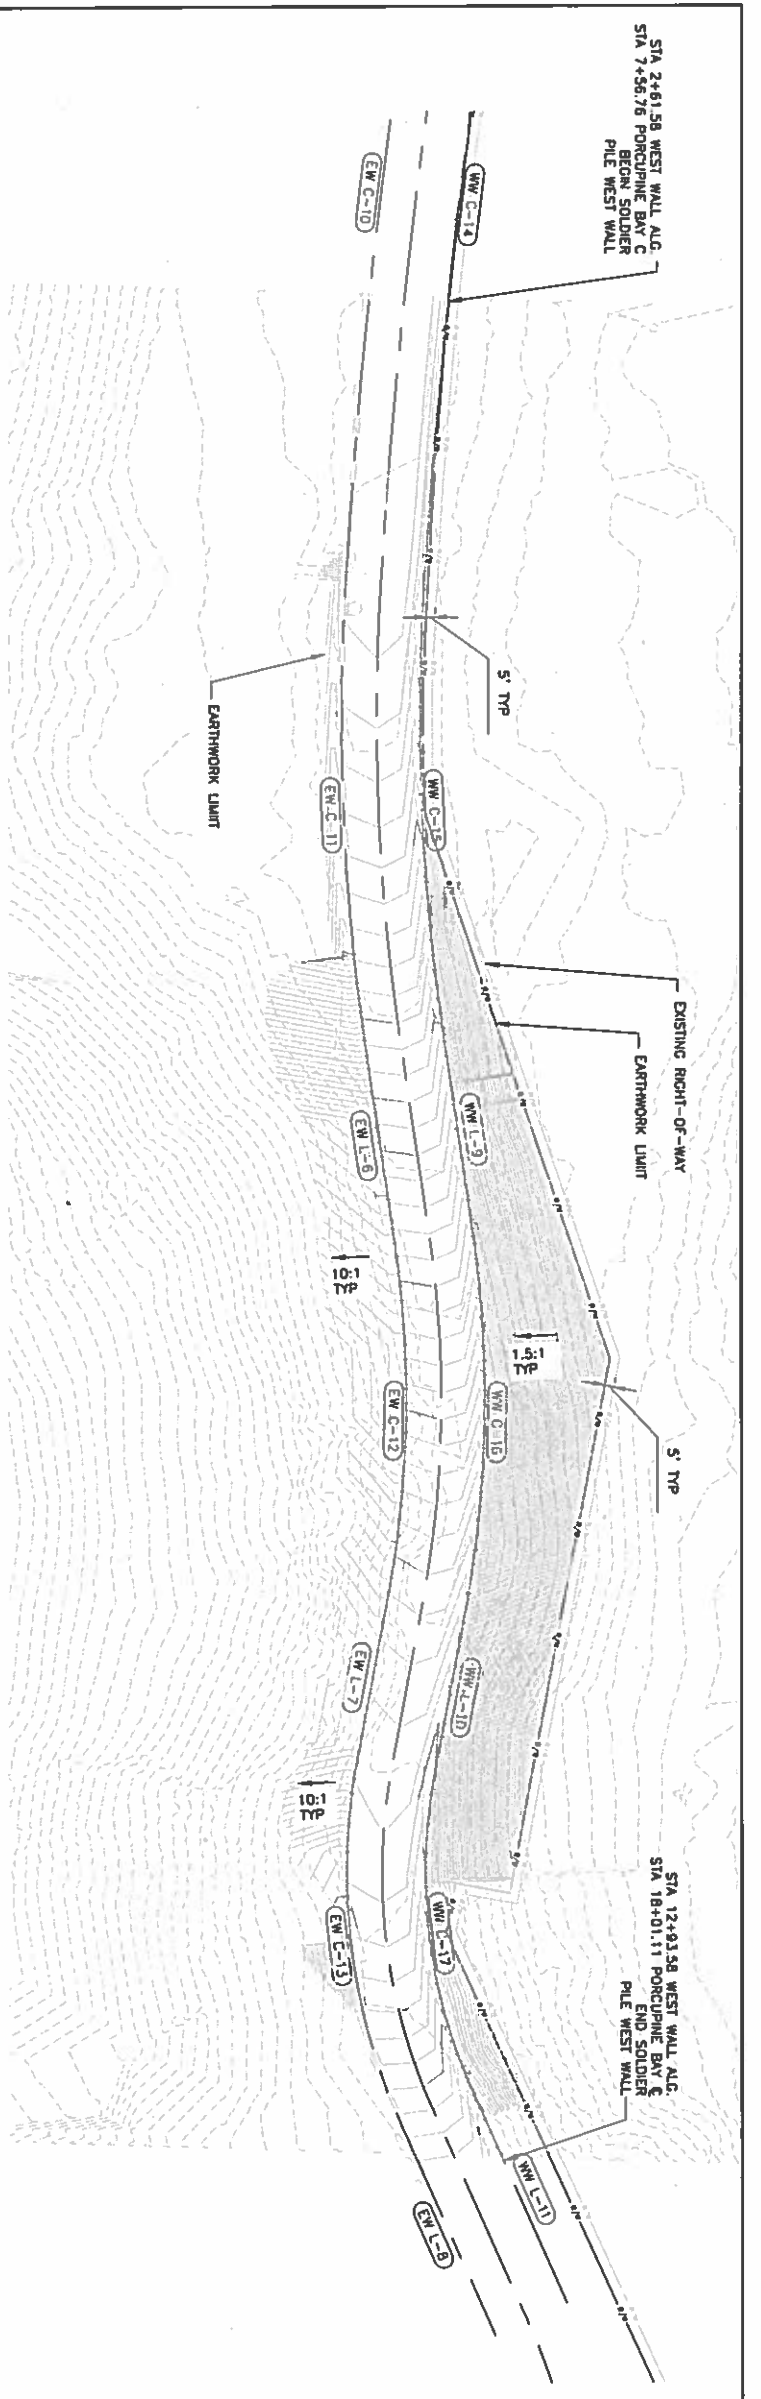 STA 2+61.58 WEST WALL ALG.
STA 7+56.76 PORCUPINE BAY C
BEGIN SOLDIER
PILE WEST WALL
WW C-14
EW C-10
5' TYP
EARTHWORK LIMIT
WW C-15
EW C-11
EXISTING RIGHT-OF-WAY
EARTHWORK LIMIT
WW L-9
EW L-6
10:1
TYP
1.5:1
TYP
WW C-16
EW C-12
5' TYP
WW L-10
EW L-7
10:1
TYP
STA 12+93.58 WEST WALL ALG.
STA 18+01.11 PORCUPINE BAY C
END SOLDIER
PILE WEST WALL
WW C-17
EW C-13
WW L-11
EW L-8